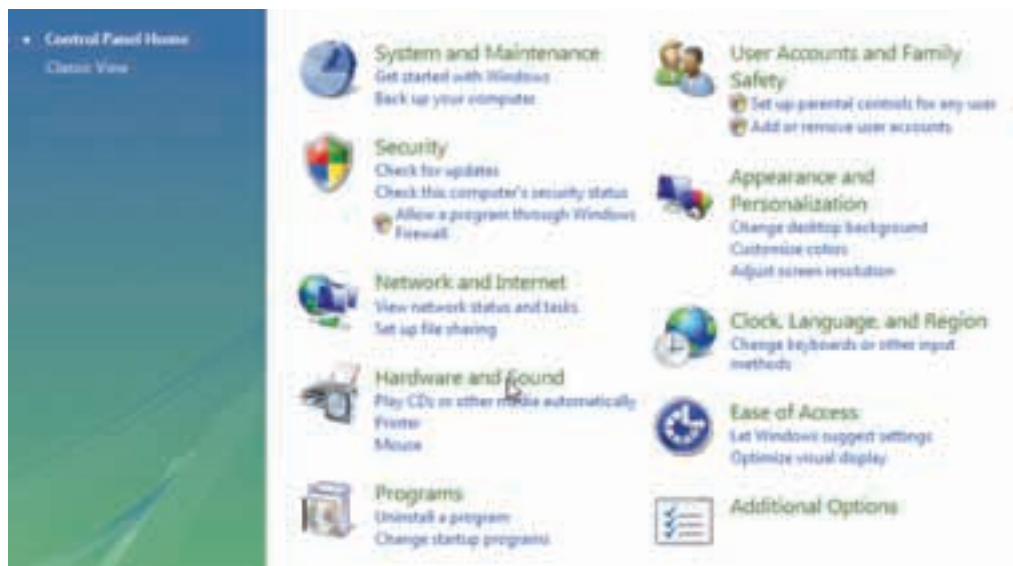 Control Panel Home
Classic View
System and Maintenance
Get started with Windows
Back up your computer
Security
Check for updates
Check this computer's security status
Allow a program through Windows
Firewall
Network and Internet
View network status and tasks
Set up file sharing
Hardware and Sound
Play CDs or other media automatically
Printer
Mouse
Programs
Uninstall a program
Change startup programs
User Accounts and Family
Safety
Set up parental controls for any user
Add or remove user accounts
Appearance and
Personalization
Change desktop background
Customize colors
Adjust screen resolution
Clock, Language, and Region
Change keyboards or other input
methods
Ease of Access
Let Windows suggest settings
Optimize visual display
Additional Options